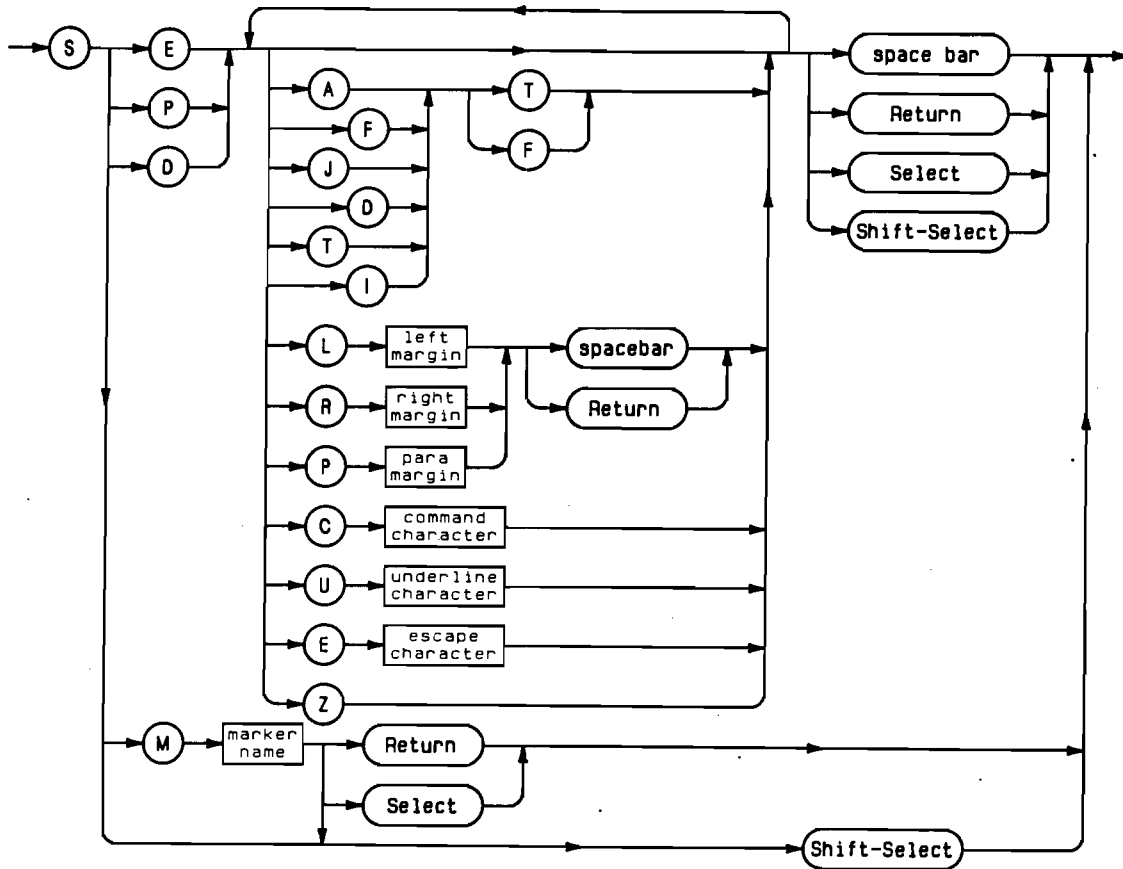 S
E
P
D
A
F
J
D
T
I
T
F
L
left
margin
R
right
margin
P
para
margin
spacebar
Return
C
command
character
U
underline
character
E
escape
character
Z
space bar
Return
Select
Shift-Select
M
marker
name
Return
Select
Shift-Select